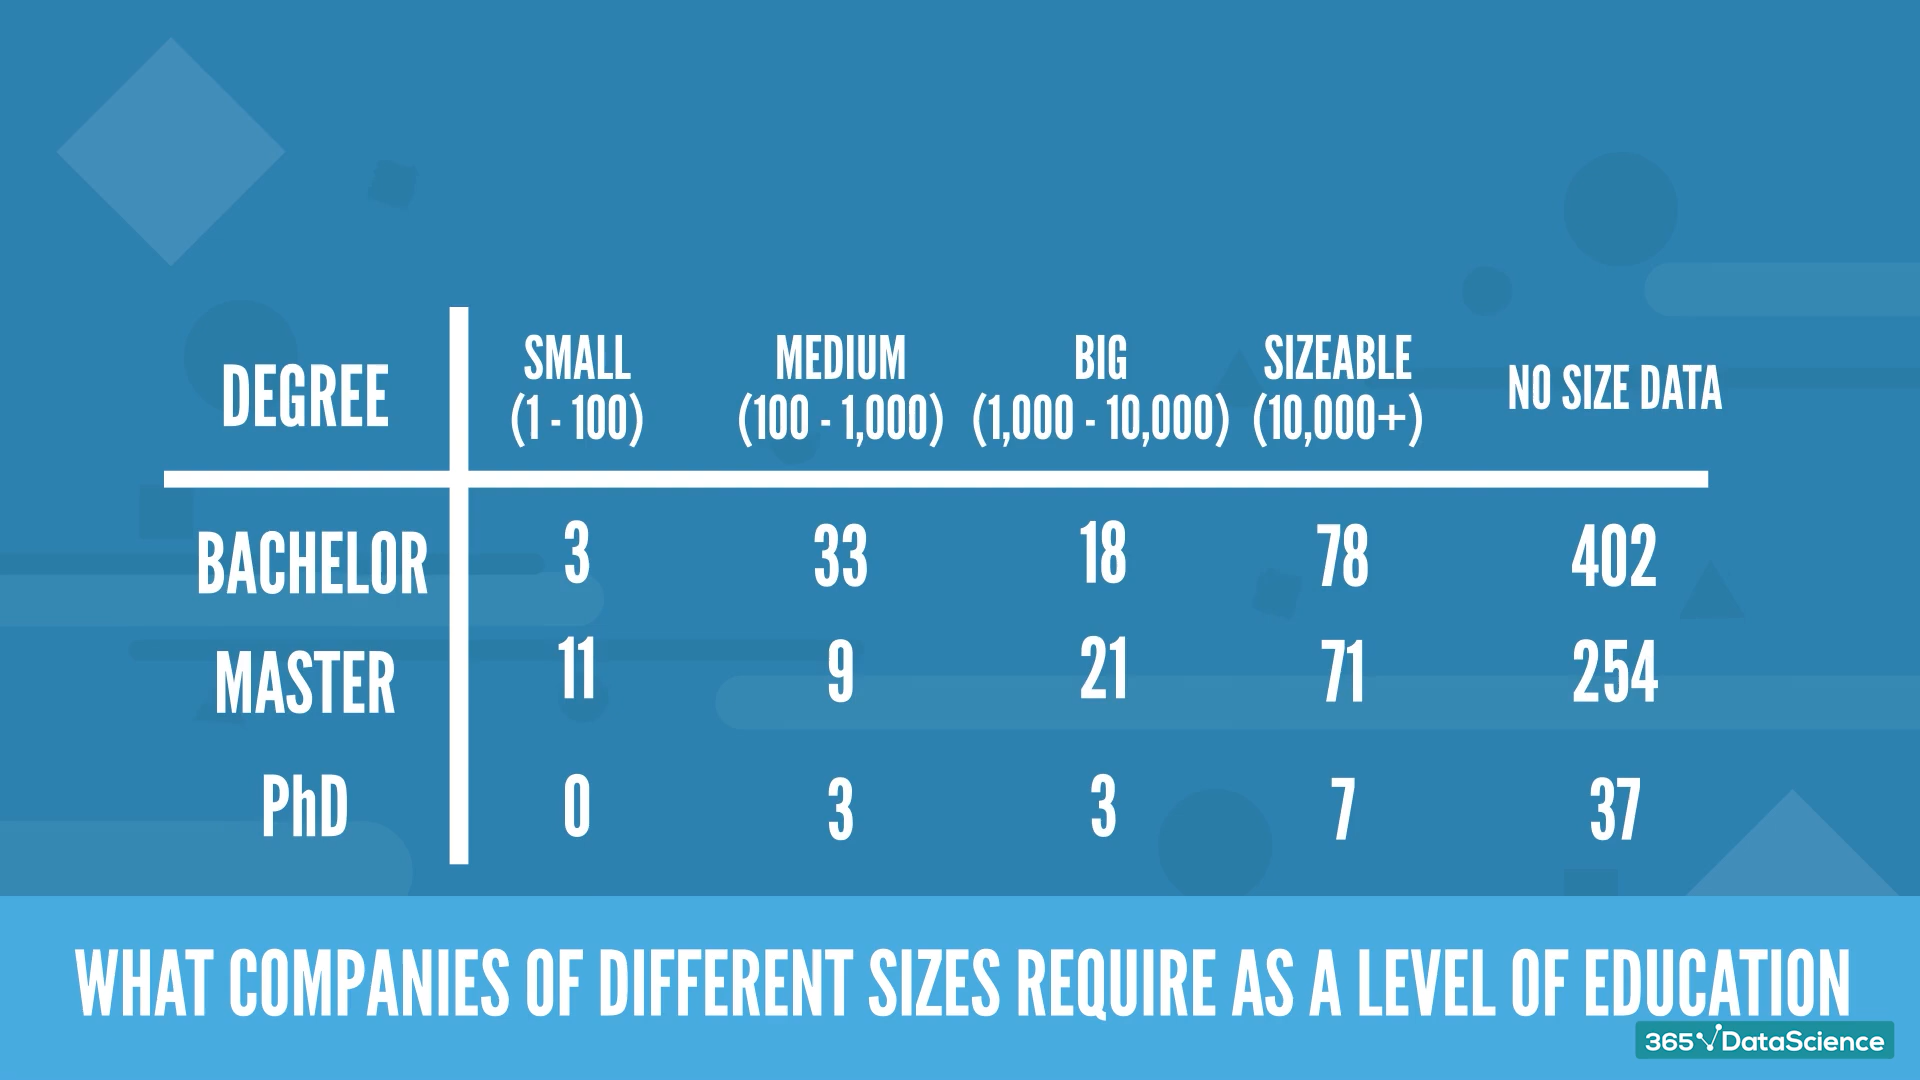 DEGREE
SMALL
(1 - 100)
MEDIUM
(100 - 1,000)
BIG
(1,000 - 10,000)
SIZEABLE
(10,000+)
NO SIZE DATA
BACHELOR 3 33 18 78 402
MASTER 11 9 21 71 254
PhD 0 3 3 7 37
WHAT COMPANIES OF DIFFERENT SIZES REQUIRE AS A LEVEL OF EDUCATION
365 DataScience